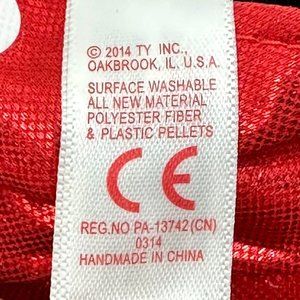 © 2014 TY INC.,
OAKBROOK, IL. U.S.A.
SURFACE WASHABLE
ALL NEW MATERIAL
POLYESTER FIBER
& PLASTIC PELLETS
CE
REG.NO PA-13742(CN)
0314
HANDMADE IN CHINA